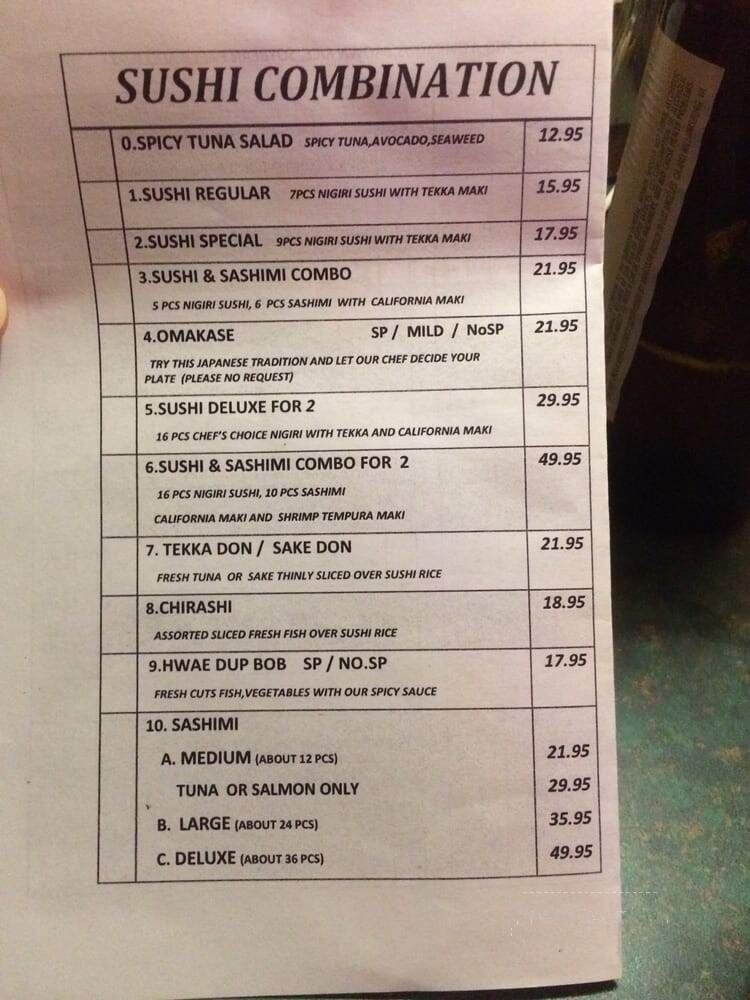 SUSHI COMBINATION
0.SPICY TUNA SALAD SPICY TUNA,AVOCADO,SEAWEED 12.95
1.SUSHI REGULAR 7PCS NIGIRI SUSHI WITH TEKKA MAKI 15.95
2.SUSHI SPECIAL 9PCS NIGIRI SUSHI WITH TEKKA MAKI 17.95
3.SUSHI & SASHIMI COMBO 21.95
5 PCS NIGIRI SUSHI, 6 PCS SASHIMI WITH CALIFORNIA MAKI
4.OMAKASE SP / MILD / NoSP 21.95
TRY THIS JAPANESE TRADITION AND LET OUR CHEF DECIDE YOUR
PLATE (PLEASE NO REQUEST)
5.SUSHI DELUXE FOR 2 29.95
16 PCS CHEF'S CHOICE NIGIRI WITH TEKKA AND CALIFORNIA MAKI
6.SUSHI & SASHIMI COMBO FOR 2 49.95
16 PCS NIGIRI SUSHI, 10 PCS SASHIMI
CALIFORNIA MAKI AND SHRIMP TEMPURA MAKI
7. TEKKA DON / SAKE DON 21.95
FRESH TUNA OR SAKE THINLY SLICED OVER SUSHI RICE
8.CHIRASHI 18.95
ASSORTED SLICED FRESH FISH OVER SUSHI RICE
9.HWAE DUP BOB SP / NO.SP 17.95
FRESH CUTS FISH,VEGETABLES WITH OUR SPICY SAUCE
10. SASHIMI
A. MEDIUM (ABOUT 12 PCS) 21.95
TUNA OR SALMON ONLY 29.95
B. LARGE (ABOUT 24 PCS) 35.95
C. DELUXE (ABOUT 36 PCS) 49.95